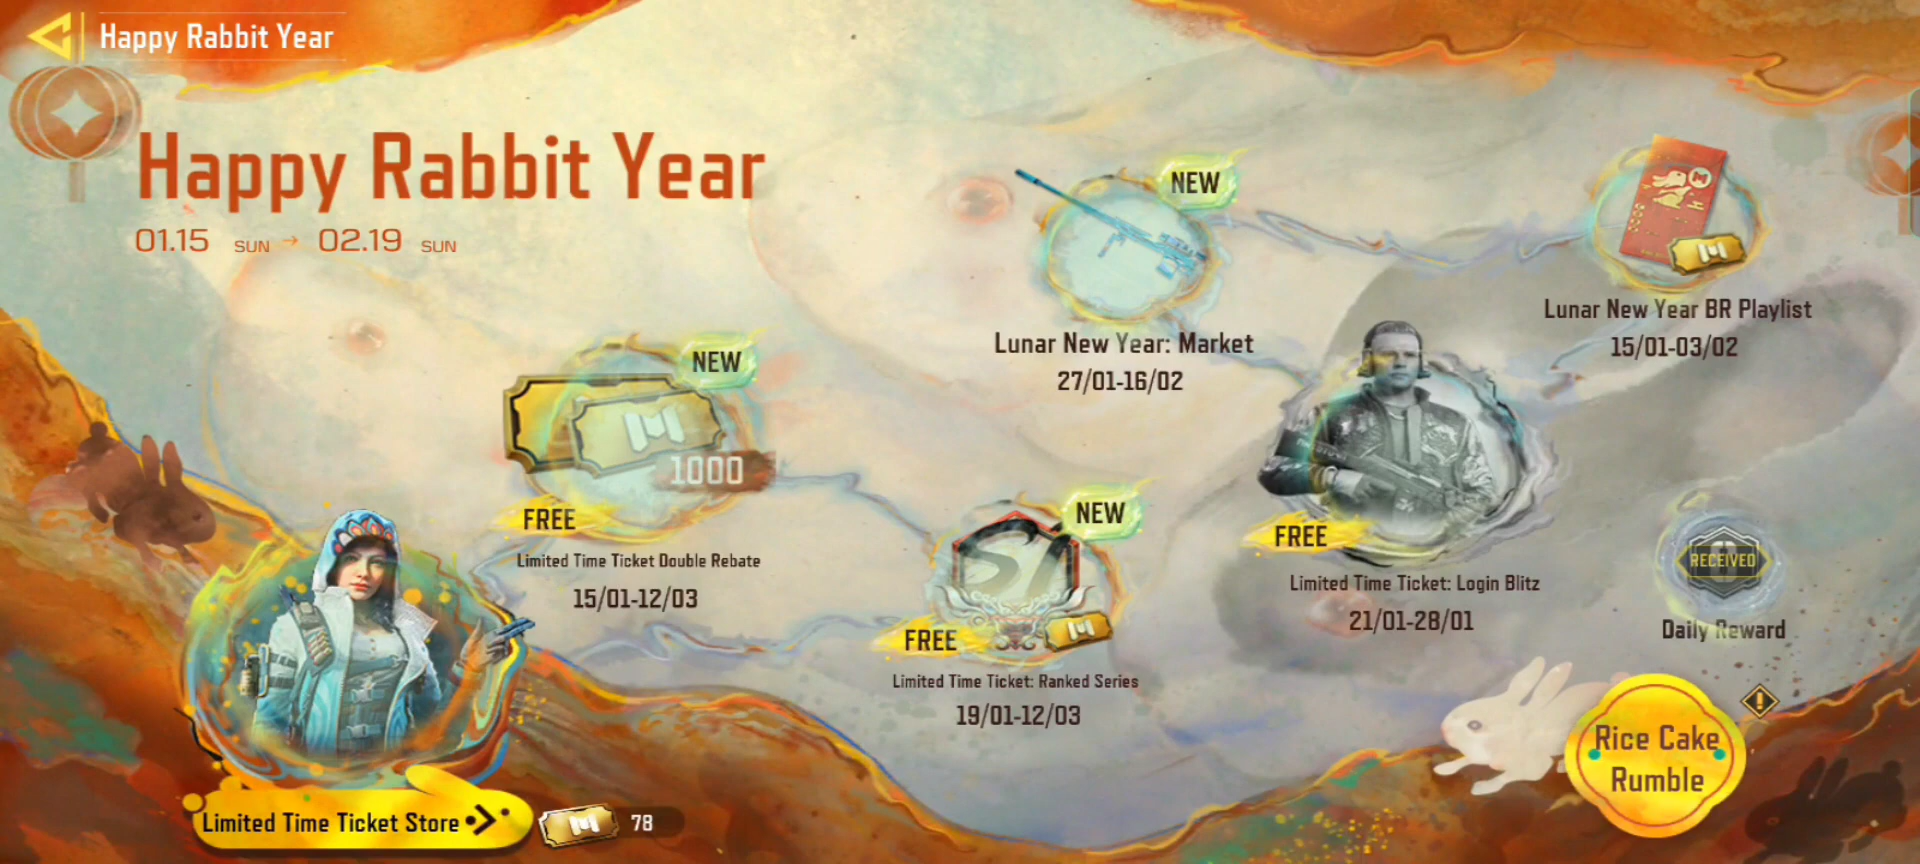 Happy Rabbit Year
Happy Rabbit Year
01.15 SUN → 02.19 SUN
NEW
Lunar New Year: Market
27/01-16/02
Lunar New Year BR Playlist
15/01-03/02
NEW
1000
FREE
Limited Time Ticket Double Rebate
15/01-12/03
NEW
S1
FREE
Limited Time Ticket: Ranked Series
19/01-12/03
FREE
Limited Time Ticket: Login Blitz
21/01-28/01
RECEIVED
Daily Reward
Rice Cake
Rumble
Limited Time Ticket Store
78